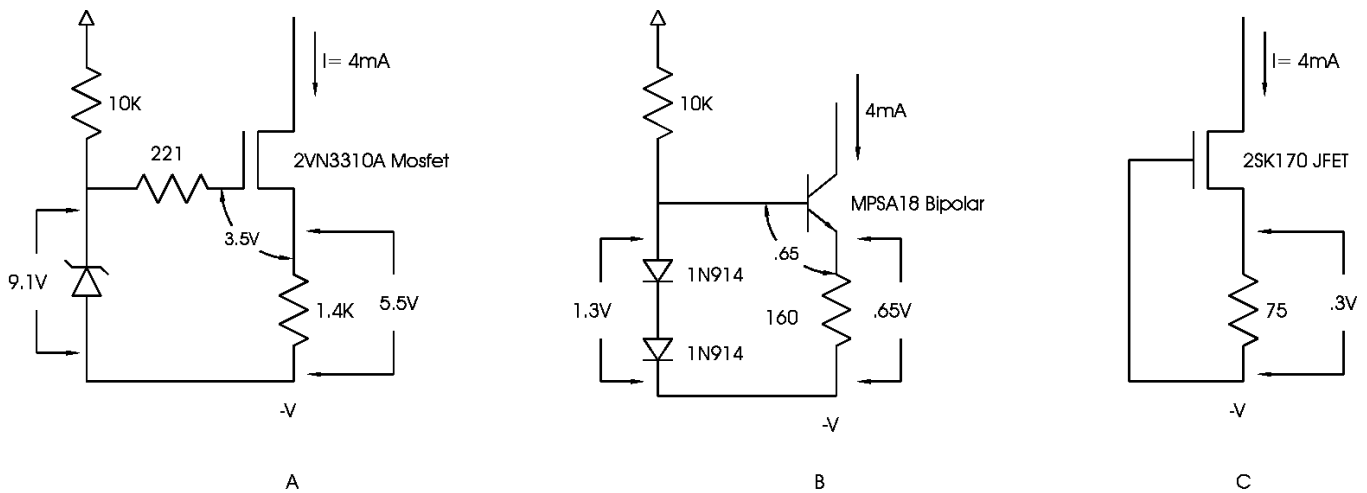 I= 4mA
10K
221
2VN3310A Mosfet
3.5V
9.1V
1.4K
5.5V
-V
A
10K
4mA
MPSA18 Bipolar
.65
1N914
1.3V
160
.65V
1N914
-V
B
I= 4mA
2SK170 JFET
75
.3V
-V
C